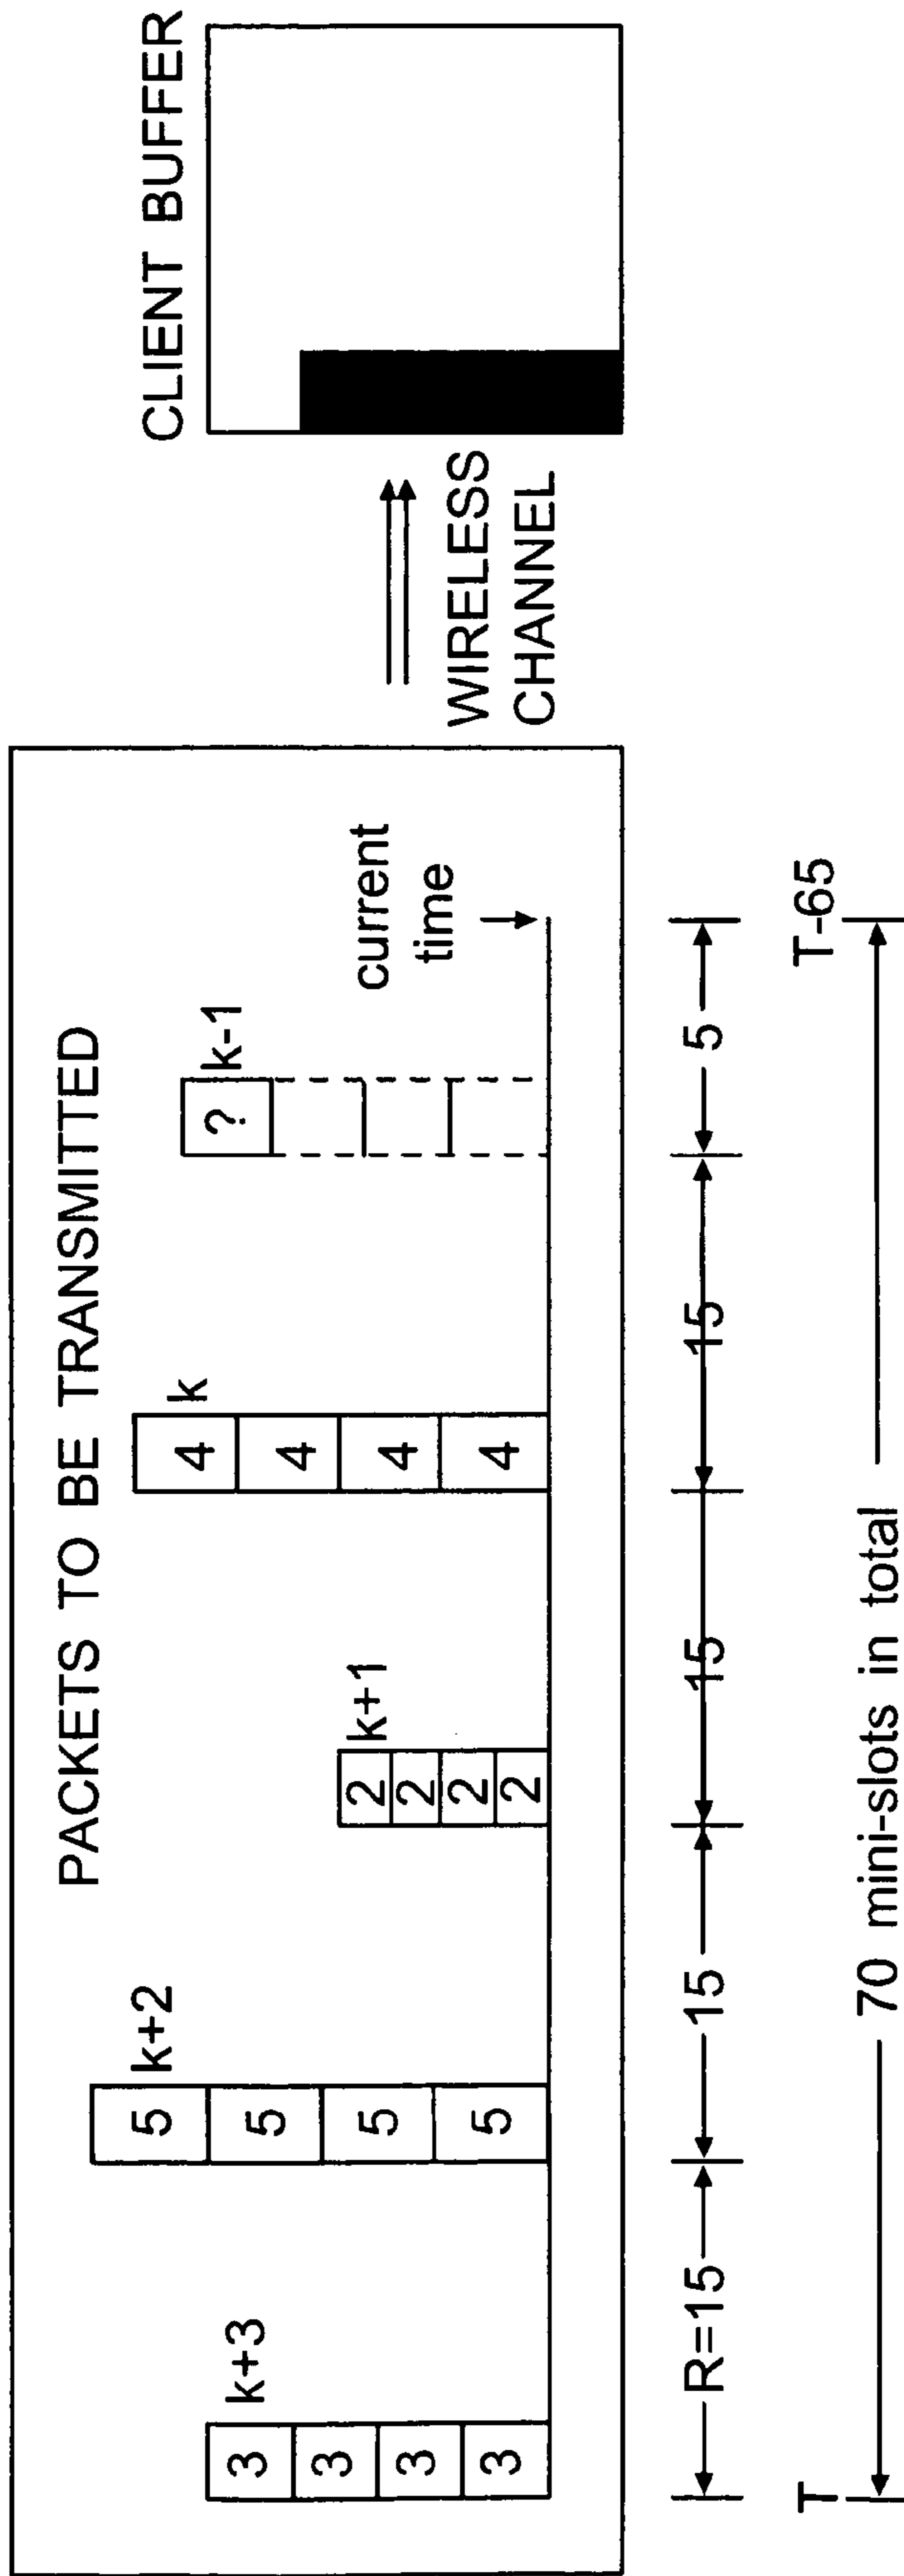 PACKETS TO BE TRANSMITTED
CLIENT BUFFER
k+3
3
3
3
3
k+2
5
5
5
5
k+1
2
2
2
2
k
4
4
4
4
k-1
?
current
time
WIRELESS
CHANNEL
R=15
15
15
15
5
T
T-65
70 mini-slots in total